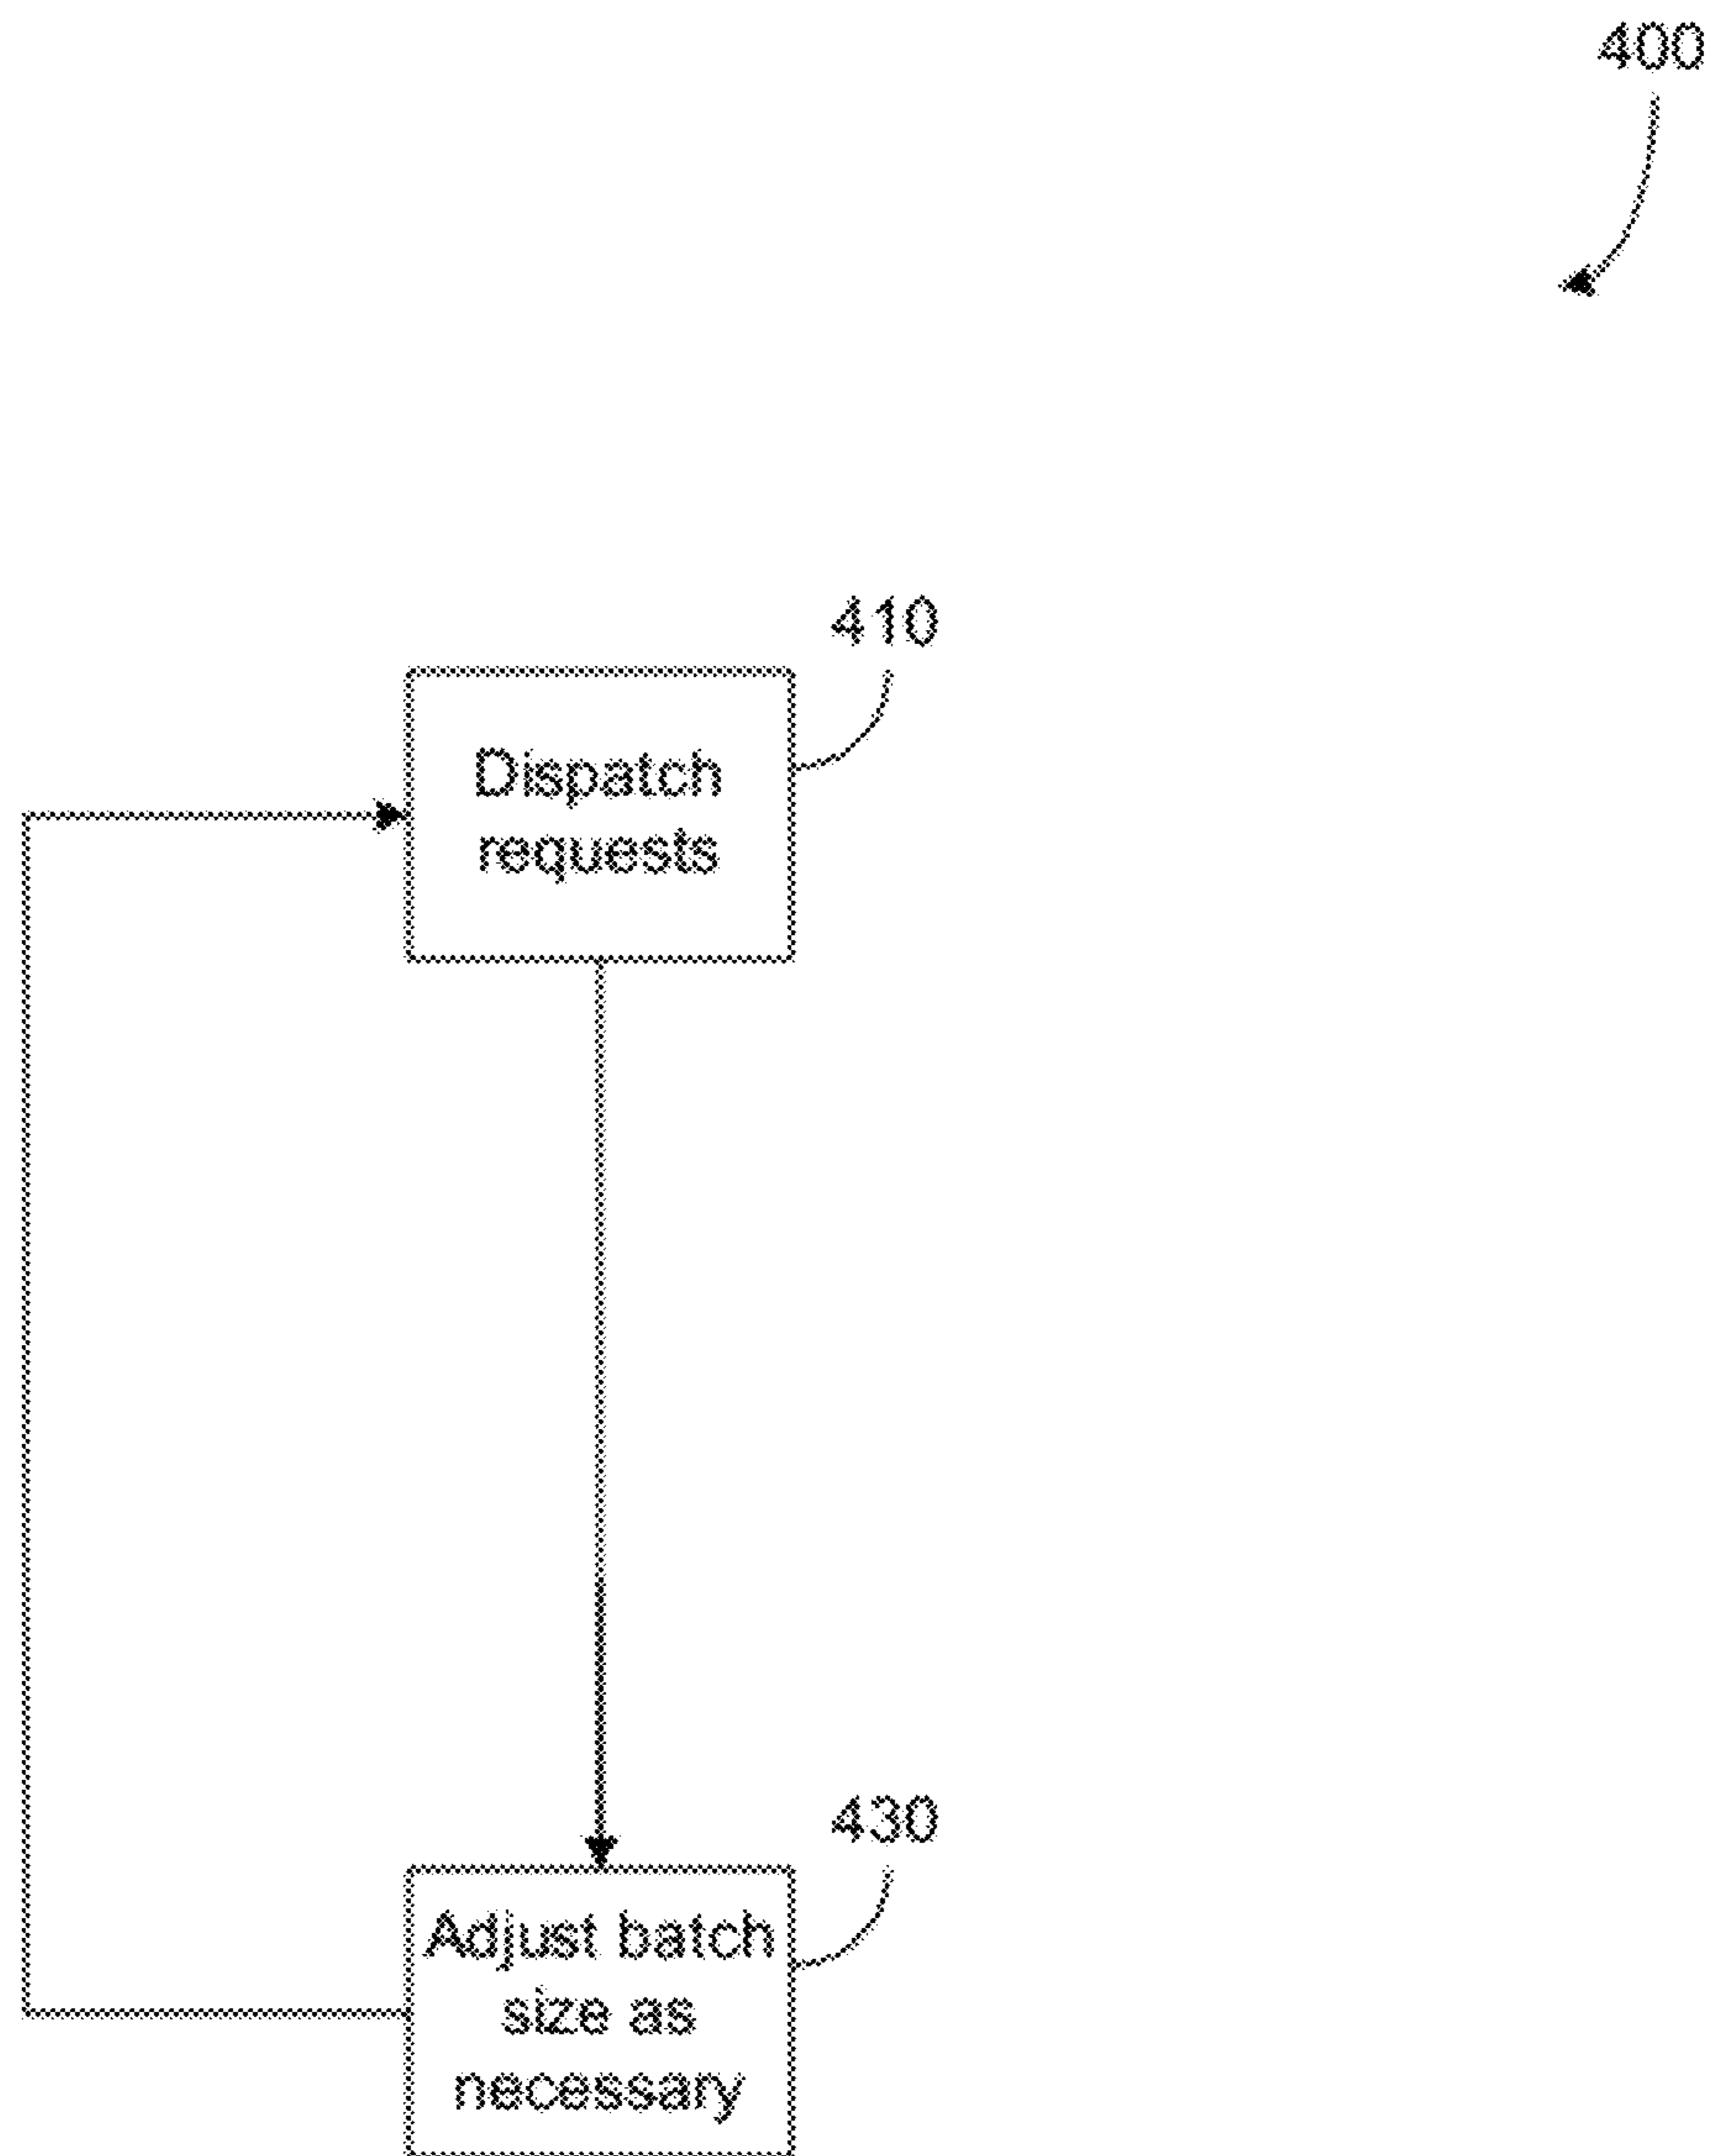 400
410
Dispatch
requests
430
Adjust batch
size as
necessary